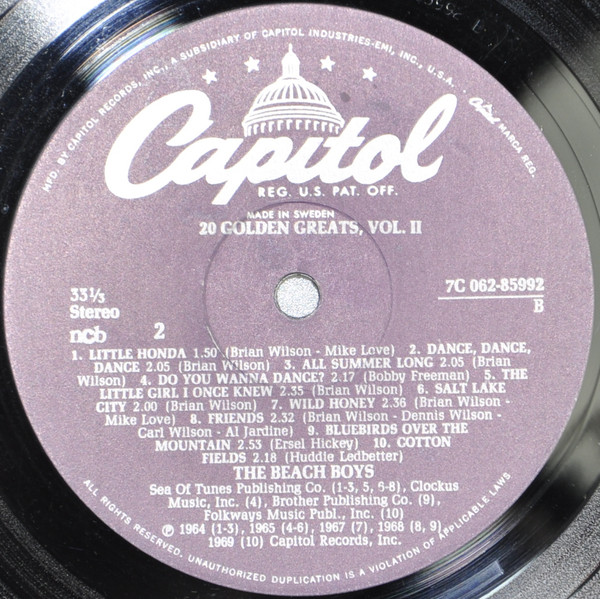 MFD. BY CAPITOL RECORDS, INC., A SUBSIDIARY OF CAPITOL INDUSTRIES-EMI, INC., U.S.A. · Capitol MARCA REG.
Capitol
REG. U.S. PAT. OFF.
MADE IN SWEDEN
20 GOLDEN GREATS, VOL. II
33⅓
Stereo
7C 062-85992
B
ncb 2
1. LITTLE HONDA 1.50 (Brian Wilson - Mike Love) 2. DANCE, DANCE,
DANCE 2.05 (Brian Wilson) 3. ALL SUMMER LONG 2.05 (Brian
Wilson) 4. DO YOU WANNA DANCE? 2.17 (Bobby Freeman) 5. THE
LITTLE GIRL I ONCE KNEW 2.35 (Brian Wilson) 6. SALT LAKE
CITY 2.00 (Brian Wilson) 7. WILD HONEY 2.36 (Brian Wilson -
Mike Love) 8. FRIENDS 2.32 (Brian Wilson - Dennis Wilson -
Carl Wilson - Al Jardine) 9. BLUEBIRDS OVER THE
MOUNTAIN 2.53 (Ersel Hickey) 10. COTTON
FIELDS 2.18 (Huddie Ledbetter)
THE BEACH BOYS
Sea Of Tunes Publishing Co. (1-3, 5, 6-8), Clockus
Music, Inc. (4), Brother Publishing Co. (9),
Folkways Music Publ., Inc. (10)
℗ 1964 (1-3), 1965 (4-6), 1967 (7), 1968 (8, 9),
1969 (10) Capitol Records, Inc.
ALL RIGHTS RESERVED. UNAUTHORIZED DUPLICATION IS A VIOLATION OF APPLICABLE LAWS